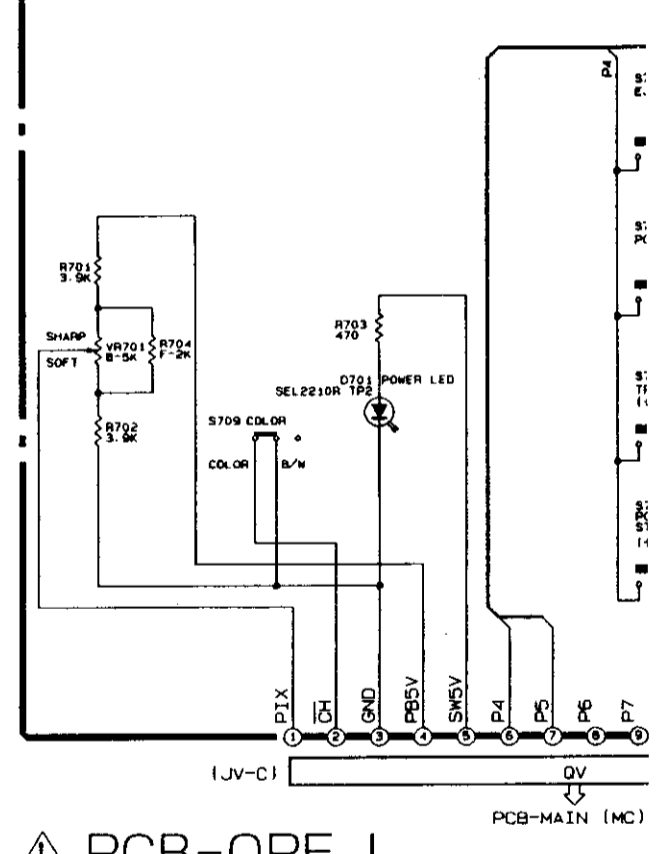 P4
R701
3.9K
SHARP
SOFT
VR701
B-5K
R704
F-2K
R702
3.9K
R703
470
D701 POWER LED
SEL2210R TP2
S709 COLOR
COLOR
B/W
PIX
CH
GND
PB5V
SW5V
P4
P5
P6
P7
1 2 3 4 5 6 7 8 9
(JV-C)
QV
PCB-MAIN (MC)